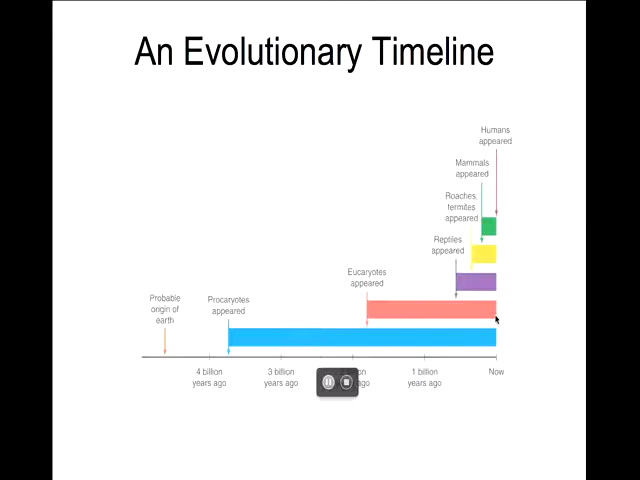 An Evolutionary Timeline
Humans
appeared
Mammals
appeared
Roaches,
termites
appeared
Reptiles
appeared
Eucaryotes
appeared
Probable
origin of
earth
Procaryotes
appeared
4 billion
years ago
3 billion
years ago
ago
1 billion
years ago
Now